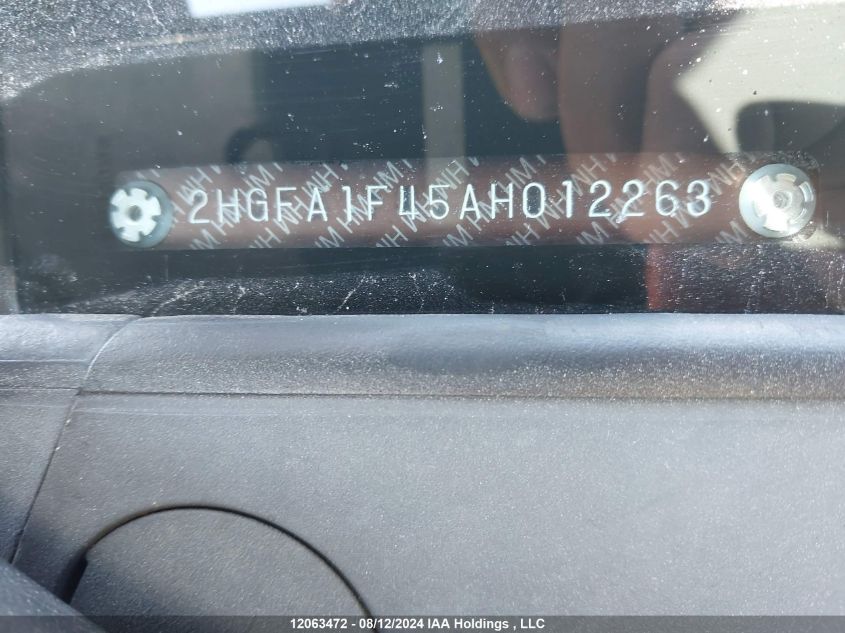 2HGFA1F45AH012263
12063472 - 08/12/2024 IAA Holdings , LLC